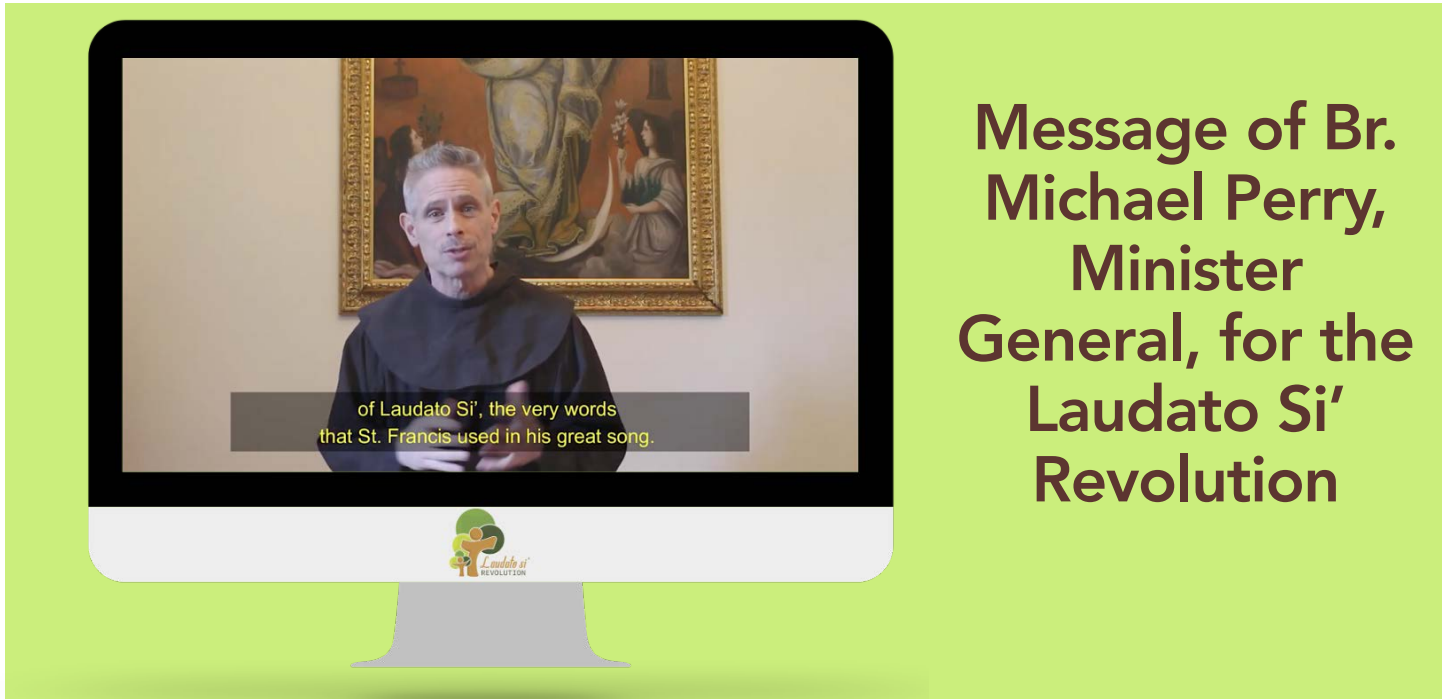 of Laudato Si’, the very words
that St. Francis used in his great song.
Laudato si’
REVOLUTION
Message of Br.
Michael Perry,
Minister
General, for the
Laudato Si’
Revolution